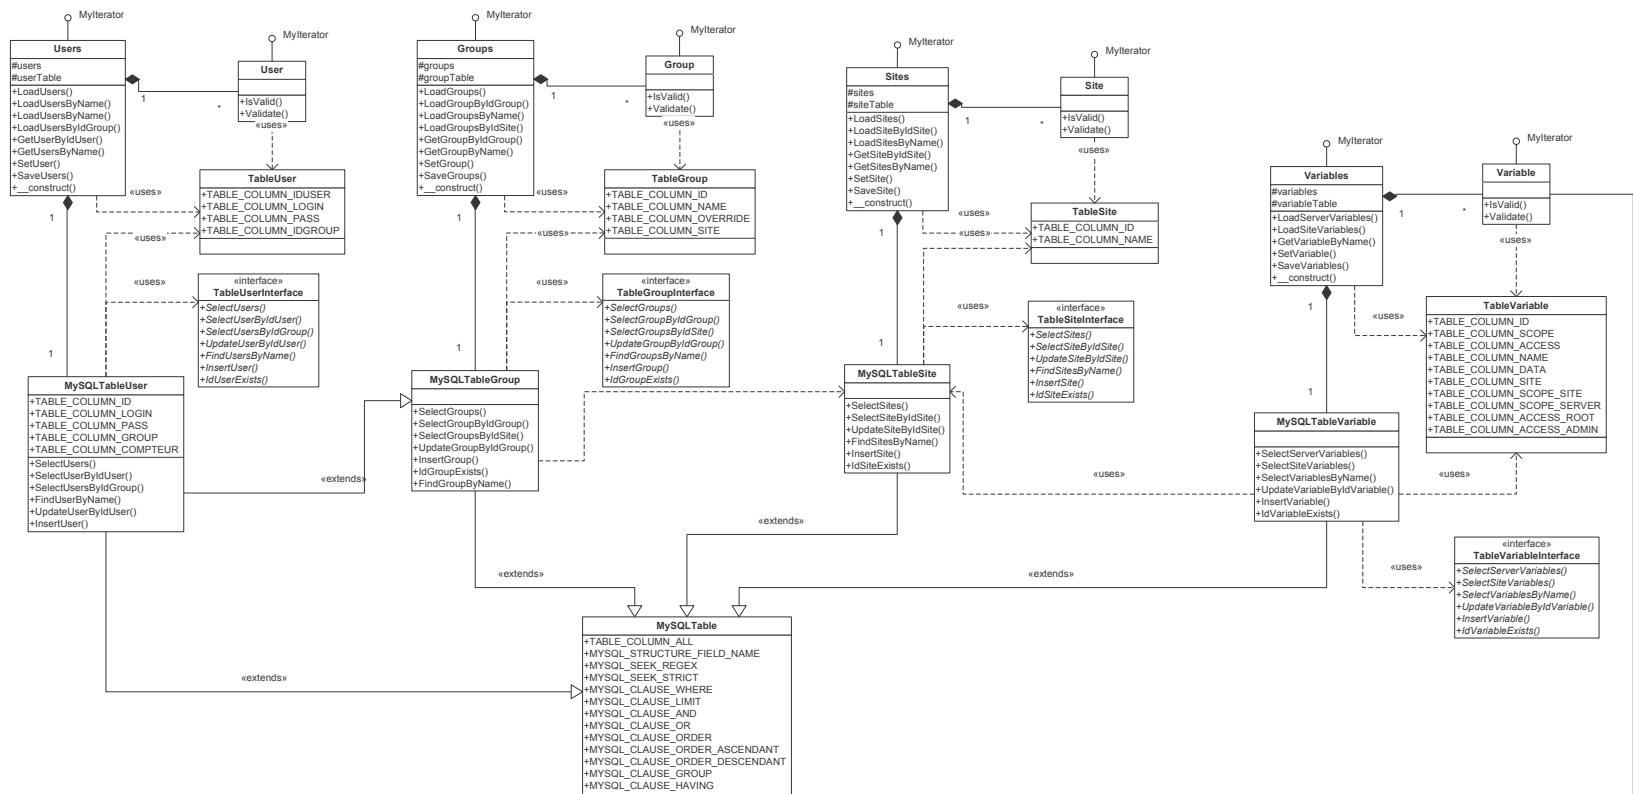 MyIterator
Users
#users
#userTable
+LoadUsers()
+LoadUsersByName()
+LoadUsersByName()
+LoadUsersByIdGroup()
+GetUserByIdUser()
+GetUsersByName()
+SetUser()
+SaveUsers()
+__construct()
1
*
MyIterator
User
+IsValid()
+Validate()
«uses»
TableUser
+TABLE_COLUMN_IDUSER
+TABLE_COLUMN_LOGIN
+TABLE_COLUMN_PASS
+TABLE_COLUMN_IDGROUP
«uses»
«uses»
1
«uses»
«interface»
TableUserInterface
+SelectUsers()
+SelectUserByIdUser()
+SelectUsersByIdGroup()
+UpdateUserByIdUser()
+FindUsersByName()
+InsertUser()
+IdUserExists()
1
MySQLTableUser
+TABLE_COLUMN_ID
+TABLE_COLUMN_LOGIN
+TABLE_COLUMN_PASS
+TABLE_COLUMN_GROUP
+TABLE_COLUMN_COMPTEUR
+SelectUsers()
+SelectUserByIdUser()
+SelectUsersByIdGroup()
+FindUserByName()
+UpdateUserByIdUser()
+InsertUser()
«extends»
«extends»
MyIterator
Groups
#groups
#groupTable
+LoadGroups()
+LoadGroupByIdGroup()
+LoadGroupsByName()
+LoadGroupsByIdSite()
+GetGroupByIdGroup()
+GetGroupByName()
+SetGroup()
+SaveGroups()
+__construct()
1
*
MyIterator
Group
+IsValid()
+Validate()
«uses»
TableGroup
+TABLE_COLUMN_ID
+TABLE_COLUMN_NAME
+TABLE_COLUMN_OVERRIDE
+TABLE_COLUMN_SITE
«uses»
«uses»
1
«uses»
«interface»
TableGroupInterface
+SelectGroups()
+SelectGroupByIdGroup()
+SelectGroupsByIdSite()
+UpdateGroupByIdGroup()
+FindGroupsByName()
+InsertGroup()
+IdGroupExists()
1
MySQLTableGroup
+SelectGroups()
+SelectGroupByIdGroup()
+SelectGroupsByIdSite()
+UpdateGroupByIdGroup()
+InsertGroup()
+IdGroupExists()
+FindGroupByName()
«uses»
«extends»
MyIterator
Sites
#sites
#siteTable
+LoadSites()
+LoadSiteByIdSite()
+LoadSitesByName()
+GetSiteByIdSite()
+GetSitesByName()
+SetSite()
+SaveSite()
+__construct()
1
*
MyIterator
Site
+IsValid()
+Validate()
«uses»
TableSite
+TABLE_COLUMN_ID
+TABLE_COLUMN_NAME
«uses»
«uses»
1
«uses»
«interface»
TableSiteInterface
+SelectSites()
+SelectSiteByIdSite()
+UpdateSiteByIdSite()
+FindSitesByName()
+InsertSite()
+IdSiteExists()
1
MySQLTableSite
+SelectSites()
+SelectSiteByIdSite()
+UpdateSiteByIdSite()
+FindSitesByName()
+InsertSite()
+IdSiteExists()
«uses»
«extends»
MyIterator
Variables
#variables
#variableTable
+LoadServerVariables()
+LoadSiteVariables()
+GetVariableByName()
+SetVariable()
+SaveVariables()
+__construct()
1
*
MyIterator
Variable
+IsValid()
+Validate()
«uses»
TableVariable
+TABLE_COLUMN_ID
+TABLE_COLUMN_SCOPE
+TABLE_COLUMN_ACCESS
+TABLE_COLUMN_NAME
+TABLE_COLUMN_DATA
+TABLE_COLUMN_SITE
+TABLE_COLUMN_SCOPE_SITE
+TABLE_COLUMN_SCOPE_SERVER
+TABLE_COLUMN_ACCESS_ROOT
+TABLE_COLUMN_ACCESS_ADMIN
1
«uses»
1
MySQLTableVariable
+SelectServerVariables()
+SelectSiteVariables()
+SelectVariablesByName()
+UpdateVariableByIdVariable()
+InsertVariable()
+IdVariableExists()
«uses»
«uses»
«extends»
«interface»
TableVariableInterface
+SelectServerVariables()
+SelectSiteVariables()
+SelectVariablesByName()
+UpdateVariableByIdVariable()
+InsertVariable()
+IdVariableExists()
MySQLTable
+TABLE_COLUMN_ALL
+MYSQL_STRUCTURE_FIELD_NAME
+MYSQL_SEEK_REGEX
+MYSQL_SEEK_STRICT
+MYSQL_CLAUSE_WHERE
+MYSQL_CLAUSE_LIMIT
+MYSQL_CLAUSE_AND
+MYSQL_CLAUSE_OR
+MYSQL_CLAUSE_ORDER
+MYSQL_CLAUSE_ORDER_ASCENDANT
+MYSQL_CLAUSE_ORDER_DESCENDANT
+MYSQL_CLAUSE_GROUP
+MYSQL_CLAUSE_HAVING